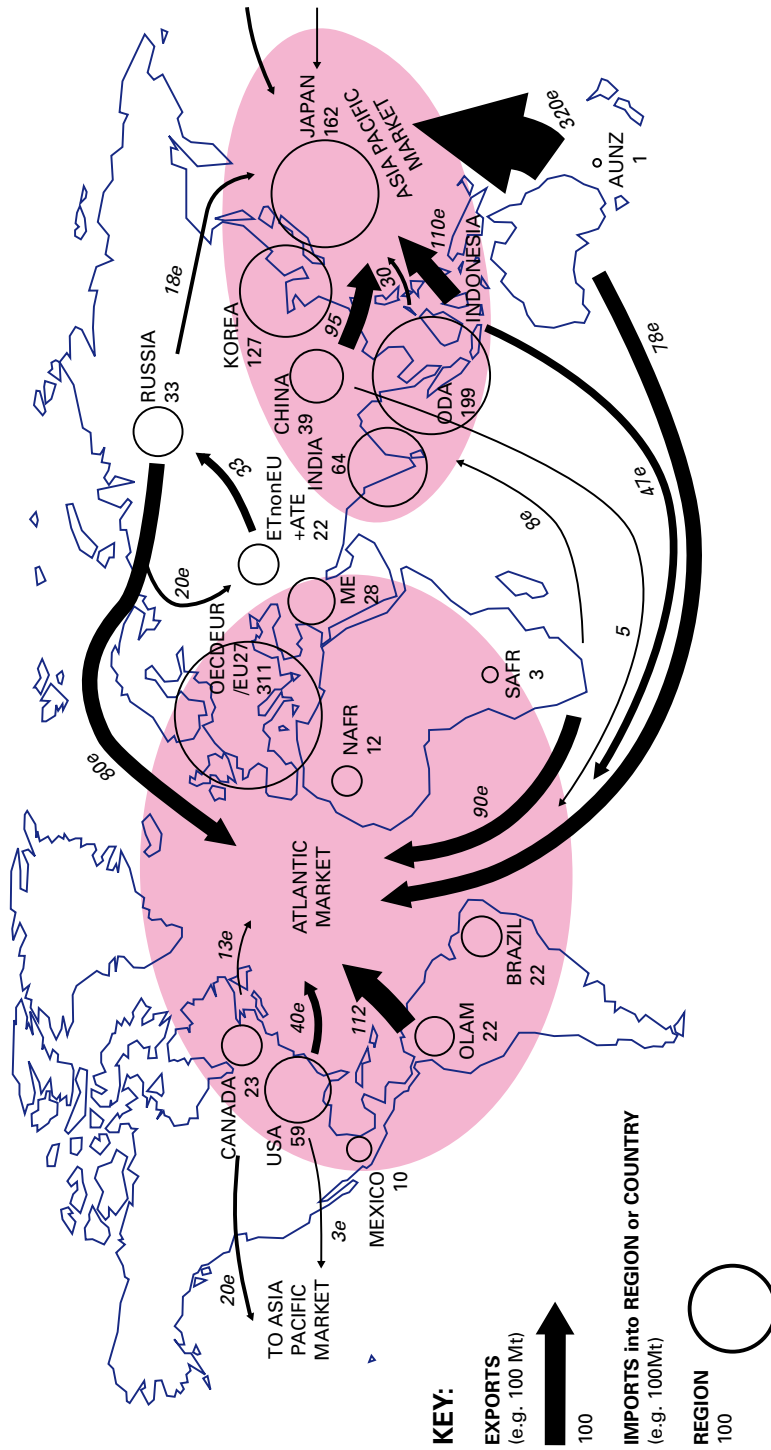 20e
TO ASIA
PACIFIC
MARKET
CANADA
23
USA
59
3e
MEXICO
10
13e
40e
112
OLAM
22
BRAZIL
22
ATLANTIC
MARKET
80e
OECDEUR
/EU27
311
NAFR
12
ME
28
SAFR
3
90e
20e
RUSSIA
33
33
ETnonEU
+ATE
22
18e
INDIA
64
CHINA
39
KOREA
127
JAPAN
162
ASIA PACIFIC
MARKET
95
30
110e
ODA
199
INDONESIA
320e
AUNZ
1
8e
5
47e
78e
KEY:
EXPORTS
(e.g. 100 Mt)
100
IMPORTS into REGION or COUNTRY
(e.g. 100Mt)
REGION
100